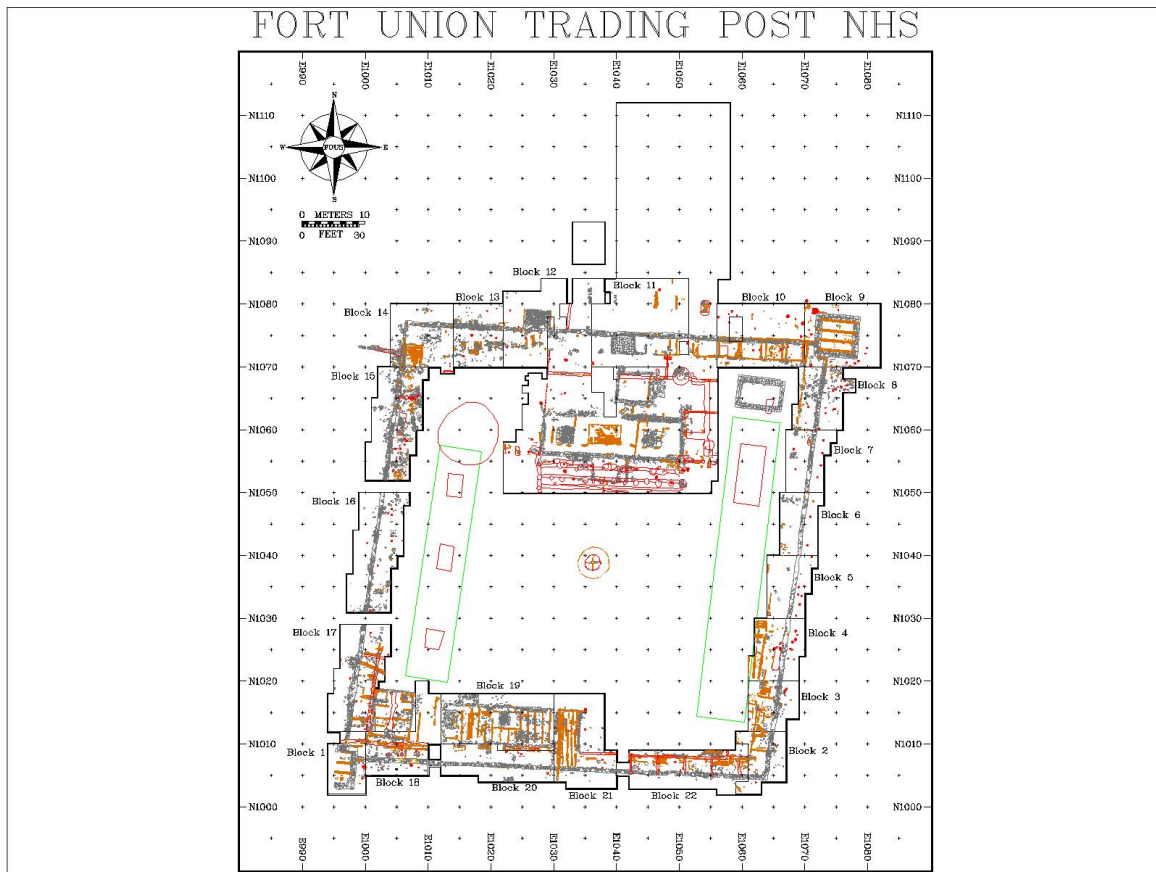 FORT UNION TRADING POST NHS
E990 E1000 E1010 E1020 E1030 E1040 E1050 E1060 E1070 E1080
N1110 N1110
N
W FOUS E
S
N1100 N1100
0 METERS 10
0 FEET 30
N1090 N1090
Block 12
Block 11
Block 13
Block 10
Block 9
N1080 N1080
Block 14
N1070 N1070
Block 15
Block 8
N1060 N1060
Block 7
N1050 N1050
Block 16
Block 6
N1040 N1040
Block 5
N1030 N1030
Block 17
Block 4
N1020 N1020
Block 19
Block 3
N1010 N1010
Block 1
Block 2
Block 18
Block 20
Block 21
Block 22
N1000 N1000
E990 E1000 E1010 E1020 E1030 E1040 E1050 E1060 E1070 E1080